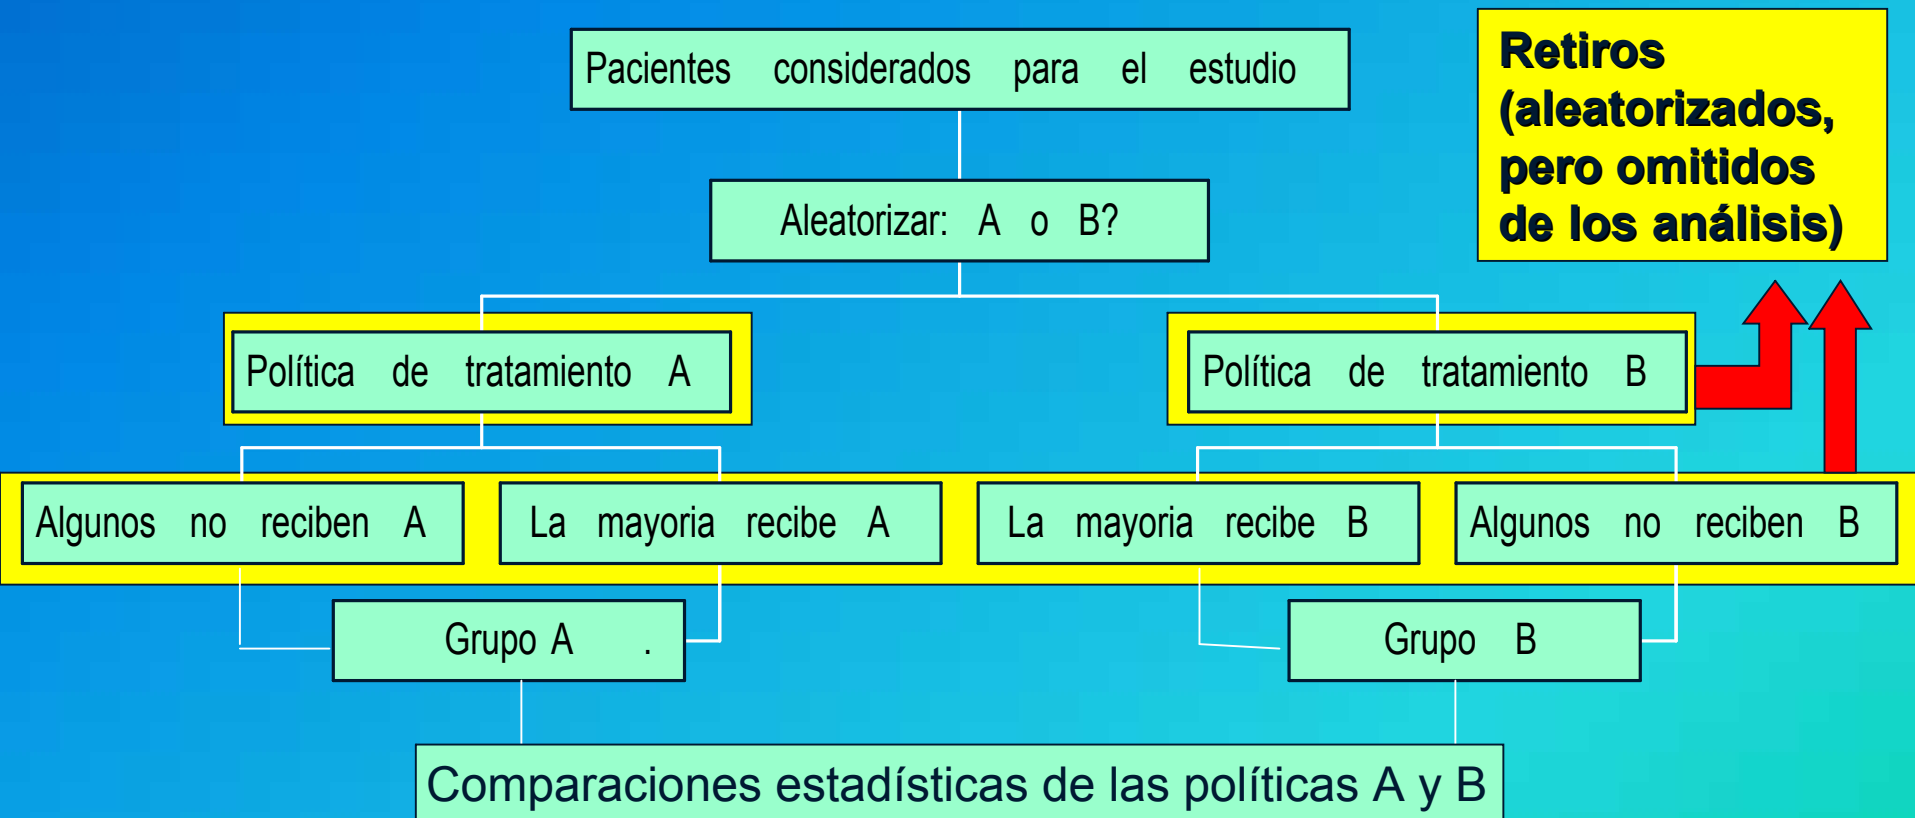 Pacientes considerados para el estudio
Retiros
(aleatorizados,
pero omitidos
de los análisis)
Aleatorizar: A o B?
Política de tratamiento A
Política de tratamiento B
Algunos no reciben A
La mayoria recibe A
La mayoria recibe B
Algunos no reciben B
Grupo A .
Grupo B
Comparaciones estadísticas de las políticas A y B